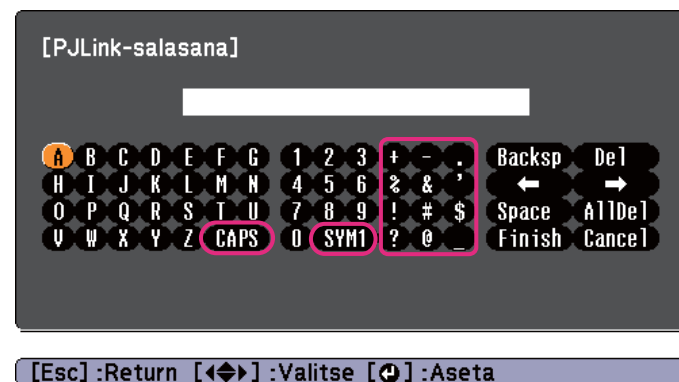 [PJLink-salasana]
A B C D E F G 1 2 3 + - . Backsp Del
H I J K L M N 4 5 6 % & ’ ← →
O P Q R S T U 7 8 9 ! # $ Space AllDel
V W X Y Z CAPS 0 SYM1 ? @ _ Finish Cancel
[Esc] :Return [◀◆▶] :Valitse [↵] :Aseta